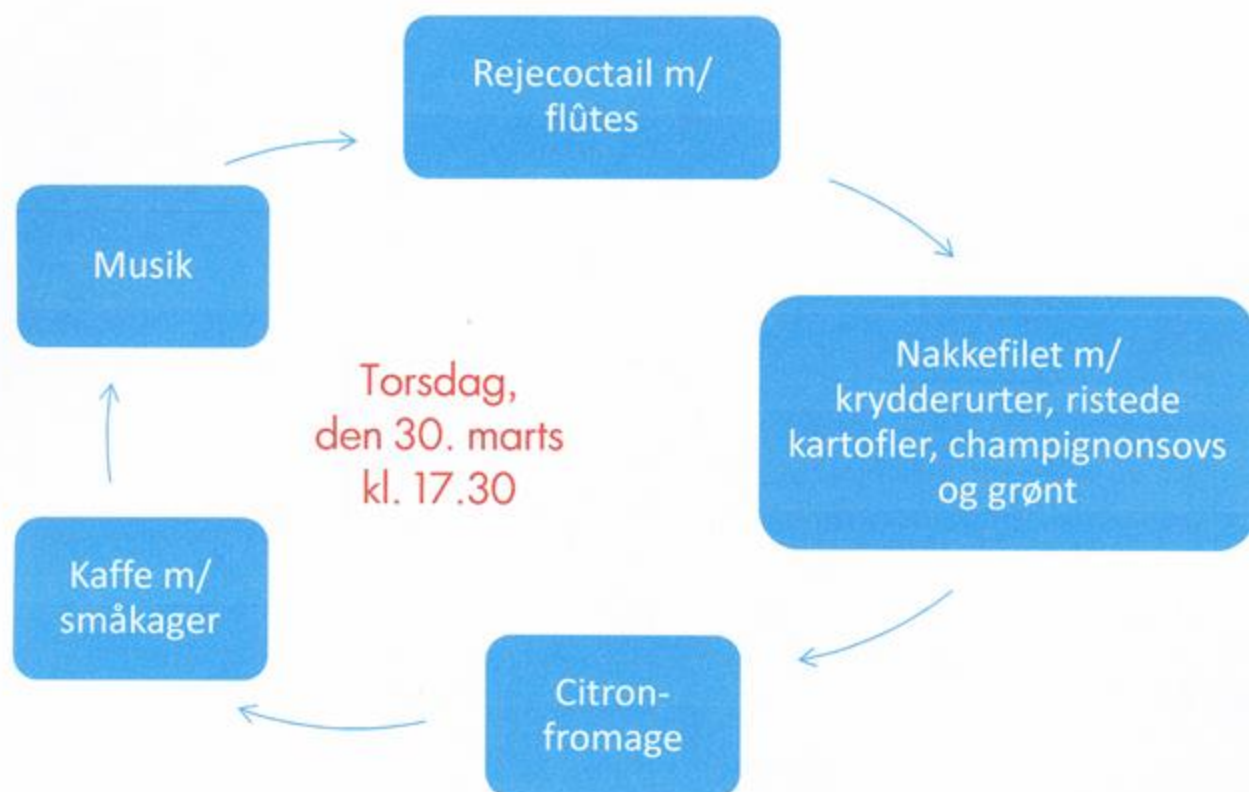 Rejecoctail m/
flûtes
Nakkefilet m/
krydderurter, ristede
kartofler, champignonsovs
og grønt
Citron-
fromage
Kaffe m/
småkager
Musik
Torsdag,
den 30. marts
kl. 17.30